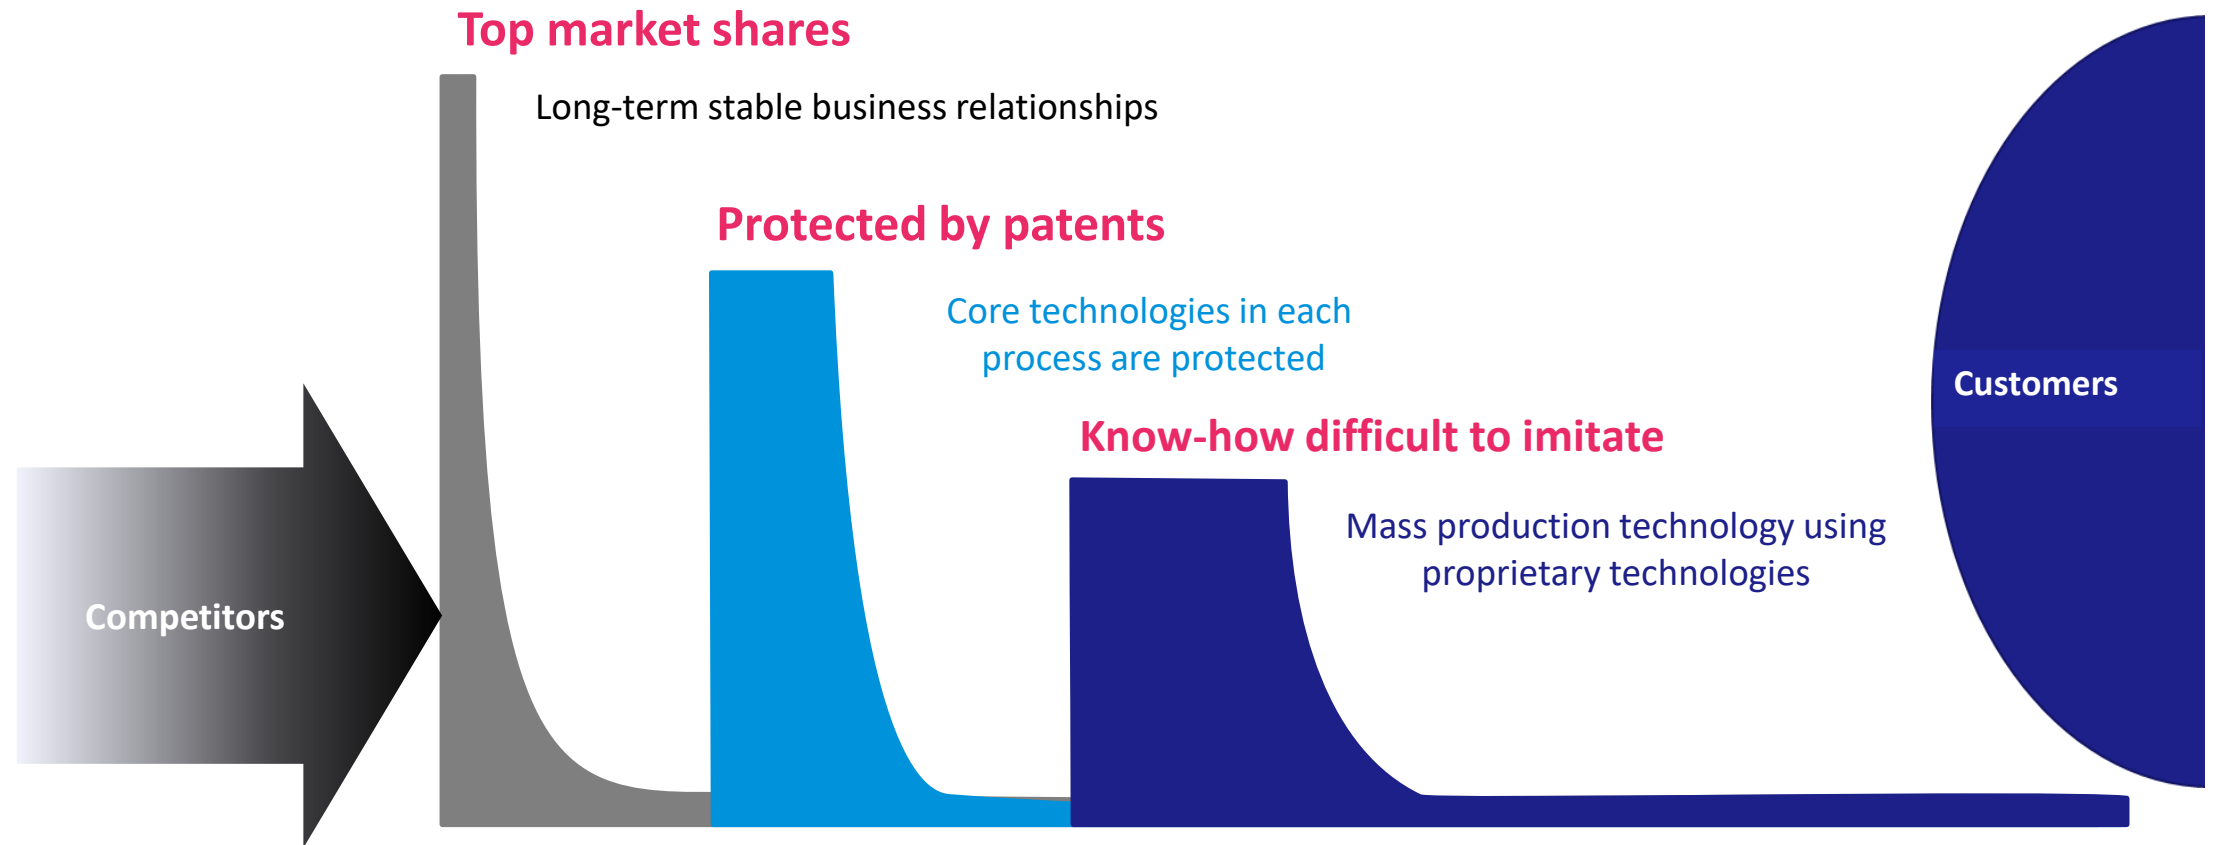 Top market shares
Long-term stable business relationships
Protected by patents
Core technologies in each
process are protected
Customers
Know-how difficult to imitate
Mass production technology using
proprietary technologies
Competitors